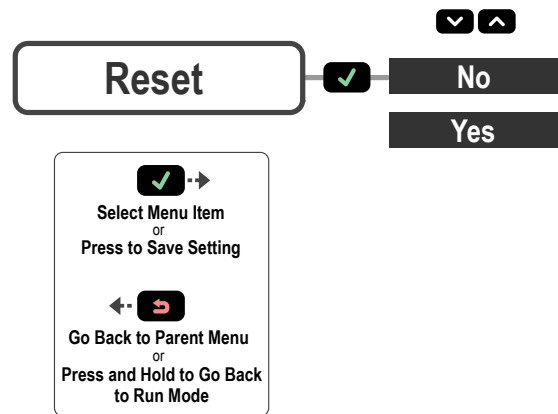 Reset
No
Yes
Select Menu Item
or
Press to Save Setting
Go Back to Parent Menu
or
Press and Hold to Go Back
to Run Mode